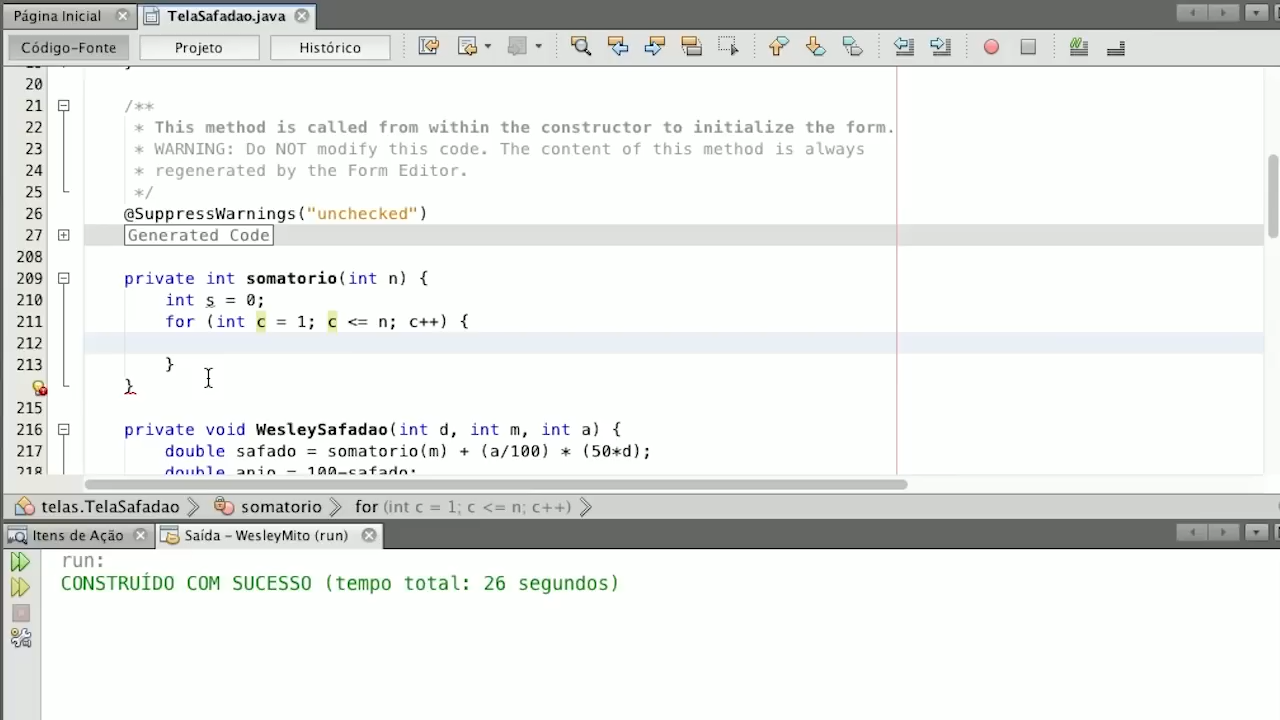 Página Inicial
TelaSafadao.java
Código-Fonte
Projeto
Histórico
20
21 /**
22 * This method is called from within the constructor to initialize the form.
23 * WARNING: Do NOT modify this code. The content of this method is always
24 * regenerated by the Form Editor.
25 */
26 @SuppressWarnings("unchecked")
27 Generated Code
208
209 private int somatorio(int n) {
210 int s = 0;
211 for (int c = 1; c <= n; c++) {
212
213 }
}
215
216 private void WesleySafadao(int d, int m, int a) {
217 double safado = somatorio(m) + (a/100) * (50*d);
218 double anjo = 100-safado;
telas.TelaSafadao
somatorio
for (int c = 1; c <= n; c++)
Itens de Ação
Saída – WesleyMito (run)
run:
CONSTRUÍDO COM SUCESSO (tempo total: 26 segundos)